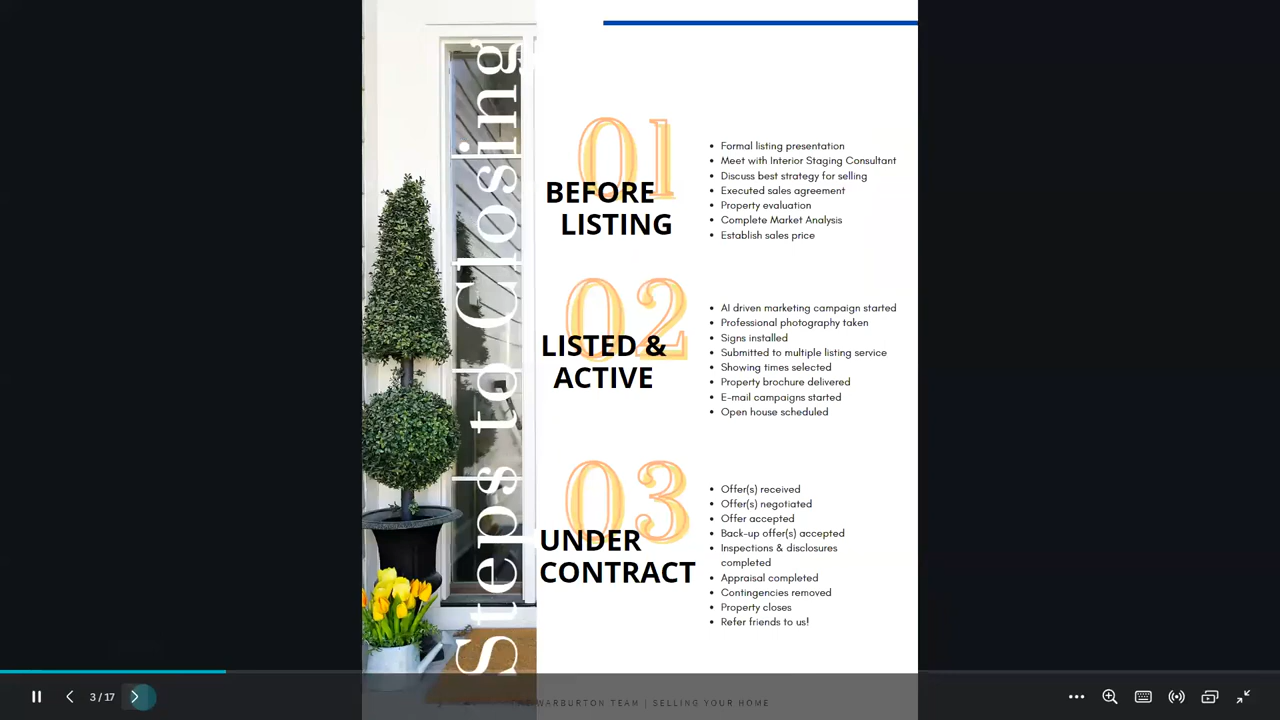 Steps to Closing
01
BEFORE
LISTING
Formal listing presentation
Meet with Interior Staging Consultant
Discuss best strategy for selling
Executed sales agreement
Property evaluation
Complete Market Analysis
Establish sales price
02
LISTED &
ACTIVE
AI driven marketing campaign started
Professional photography taken
Signs installed
Submitted to multiple listing service
Showing times selected
Property brochure delivered
E-mail campaigns started
Open house scheduled
03
UNDER
CONTRACT
Offer(s) received
Offer(s) negotiated
Offer accepted
Back-up offer(s) accepted
Inspections & disclosures
completed
Appraisal completed
Contingencies removed
Property closes
Refer friends to us!
WARBURTON TEAM | SELLING YOUR HOME
3 / 17